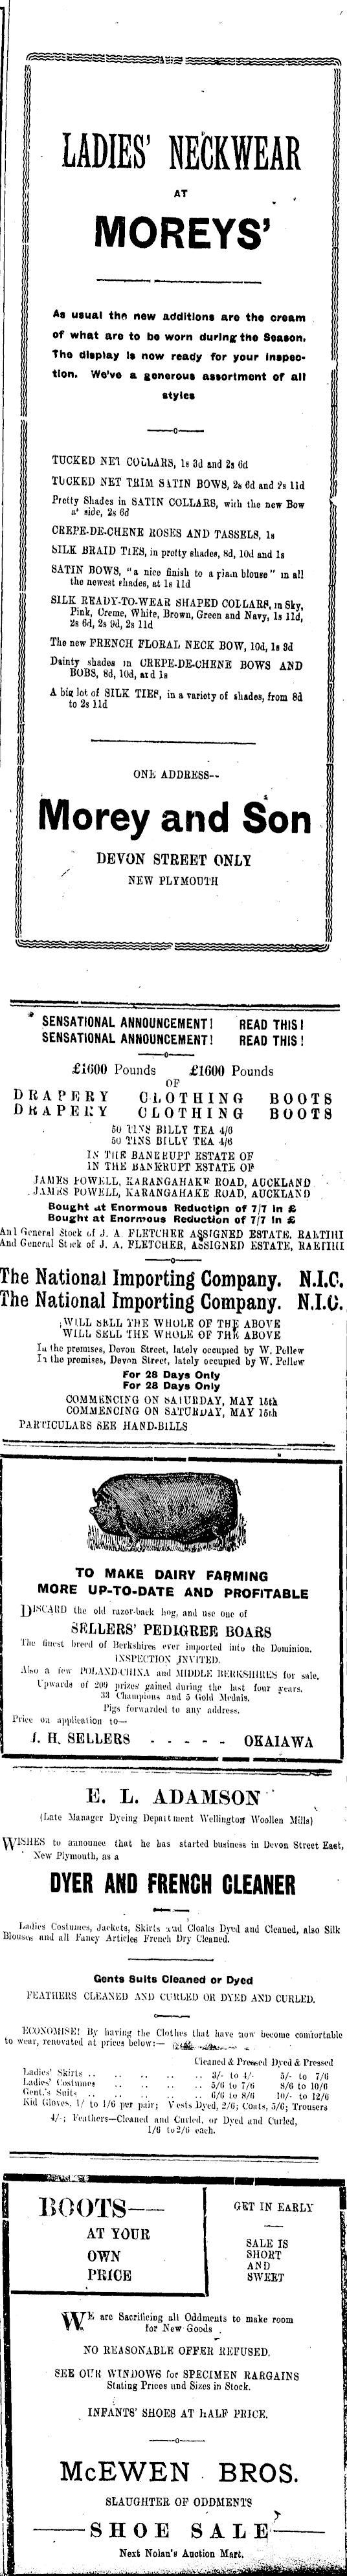 LADIES' NECKWEAR
AT
MOREYS'
As usual the new additions are the cream
of what are to be worn during the Season.
The display is now ready for your inspec-
tion. We've a generous assortment of all
styles
TUCKED NET COLLARS, 1s 3d and 2s 6d
TUCKED NET TRIM SATIN BOWS, 2s 6d and 2s 11d
Pretty Shades in SATIN COLLARS, with the new Bow
at side, 2s 6d
CREPE-DE-CHENE ROSES AND TASSELS, 1s
SILK BRAID TIES, in pretty shades, 8d, 10d and 1s
SATIN BOWS, "a nice finish to a plain blouse" in all
the newest shades, at 1s 11d
SILK READY-TO-WEAR SHAPED COLLARS, in Sky,
Pink, Creme, White, Brown, Green and Navy, 1s 11d,
2s 6d, 2s 9d, 2s 11d
The new FRENCH FLORAL NECK BOW, 10d, 1s 3d
Dainty shades in CREPE-DE-CHENE BOWS AND
BOBS, 8d, 10d, and 1s
A big lot of SILK TIES, in a variety of shades, from 8d
to 2s 11d
ONE ADDRESS--
Morey and Son
DEVON STREET ONLY
NEW PLYMOUTH
SENSATIONAL ANNOUNCEMENT! READ THIS!
SENSATIONAL ANNOUNCEMENT! READ THIS!
£1600 Pounds £1600 Pounds
OF
DRAPERY CLOTHING BOOTS
DRAPERY CLOTHING BOOTS
50 TINS BILLY TEA 4/6
50 TINS BILLY TEA 4/6
IN THE BANKRUPT ESTATE OF
IN THE BANKRUPT ESTATE OF
JAMES POWELL, KARANGAHAKE ROAD, AUCKLAND
JAMES POWELL, KARANGAHAKE ROAD, AUCKLAND
Bought at Enormous Reduction of 7/7 in £
Bought at Enormous Reduction of 7/7 in £
And General Stock of J. A. FLETCHER ASSIGNED ESTATE, RAETIHI
And General Stock of J. A. FLETCHER, ASSIGNED ESTATE, RAETIHI
The National Importing Company. N.I.C.
The National Importing Company. N.I.C.
WILL SELL THE WHOLE OF THE ABOVE
WILL SELL THE WHOLE OF THE ABOVE
In the premises, Devon Street, lately occupied by W. Pellew
In the premises, Devon Street, lately occupied by W. Pellew
For 28 Days Only
For 28 Days Only
COMMENCING ON SATURDAY, MAY 15th
COMMENCING ON SATURDAY, MAY 15th
PARTICULARS SEE HAND-BILLS
TO MAKE DAIRY FARMING
MORE UP-TO-DATE AND PROFITABLE
DISCARD the old razor-back hog, and use one of
SELLERS' PEDIGREE BOARS
The finest breed of Berkshires ever imported into the Dominion.
INSPECTION INVITED.
Also a few POLAND-CHINA and MIDDLE BERKSHIRES for sale.
Upwards of 200 prizes gained during the last four years.
33 Champions and 5 Gold Medals.
Pigs forwarded to any address.
Price on application to—
J. H. SELLERS - - - - - OKAIAWA
E. L. ADAMSON
(Late Manager Dyeing Department Wellington Woollen Mills)
WISHES to announce that he has started business in Devon Street East,
New Plymouth, as a
DYER AND FRENCH CLEANER
Ladies Costumes, Jackets, Skirts and Cloaks Dyed and Cleaned, also Silk
Blouses and all Fancy Articles French Dry Cleaned.
Gents Suits Cleaned or Dyed
FEATHERS CLEANED AND CURLED OR DYED AND CURLED.
ECONOMISE! By having the Clothes that have now become comfortable
to wear, renovated at prices below:—
Cleaned & Pressed Dyed & Pressed
Ladies' Skirts .. .. .. .. .. 3/- to 4/- 5/- to 7/6
Ladies' Costumes .. .. .. .. 5/6 to 7/6 8/6 to 10/6
Gent.'s Suits .. .. .. .. .. 6/6 to 8/6 10/- to 12/6
Kid Gloves, 1/ to 1/6 per pair; Vests Dyed, 2/6; Coats, 5/6; Trousers
4/-; Feathers—Cleaned and Curled, or Dyed and Curled,
1/6 to 2/6 each.
BOOTS—
AT YOUR
OWN
PRICE
GET IN EARLY
SALE IS
SHORT
AND
SWEET
WE are Sacrificing all Oddments to make room
for New Goods .
NO REASONABLE OFFER REFUSED.
SEE OUR WINDOWS for SPECIMEN BARGAINS
Stating Prices and Sizes in Stock.
INFANTS' SHOES AT HALF PRICE.
McEWEN BROS.
SLAUGHTER OF ODDMENTS
SHOE SALE
Next Nolan's Auction Mart.